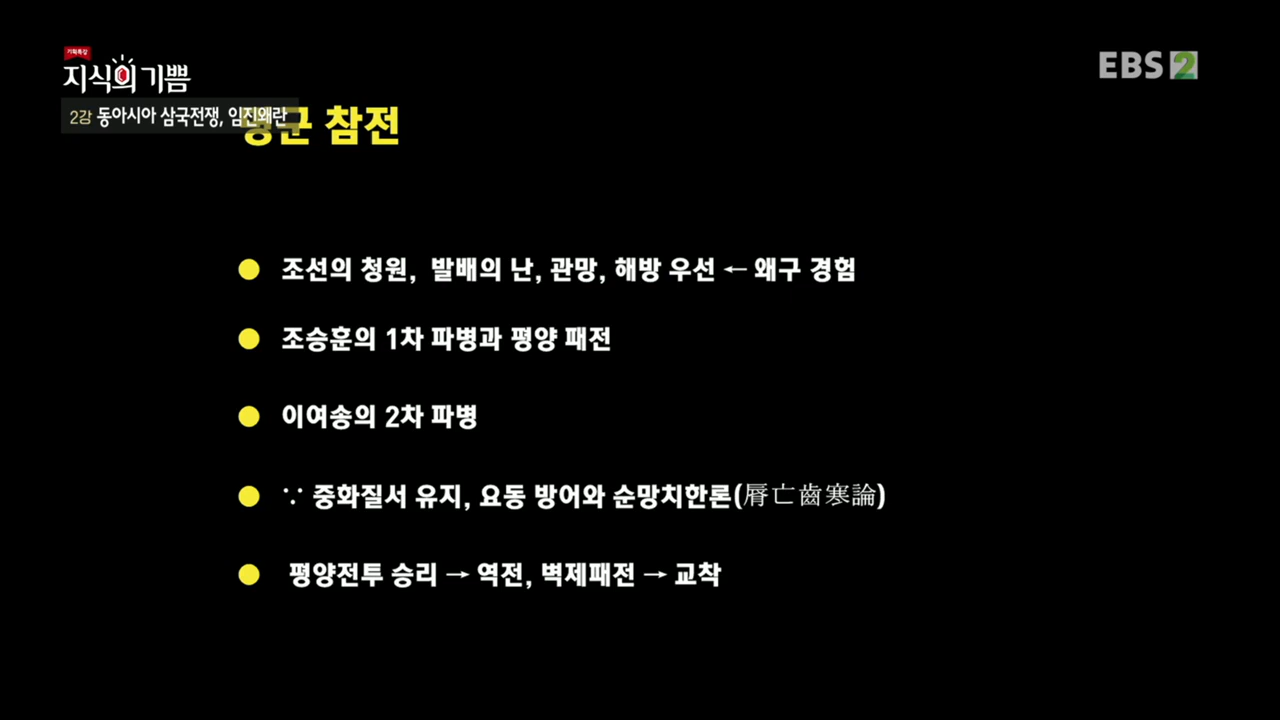 기획특강
지식의 기쁨
EBS 2
2강 동아시아 삼국전쟁, 임진왜란
참전
조선의 청원, 발배의 난, 관망, 해방 우선 ← 왜구 경험
조승훈의 1차 파병과 평양 패전
이여송의 2차 파병
∵ 중화질서 유지, 요동 방어와 순망치한론(脣亡齒寒論)
평양전투 승리 → 역전, 벽제패전 → 교착